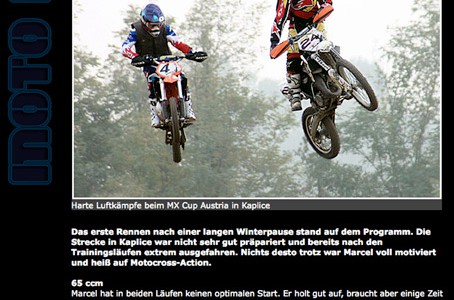 MOTO
4
24
Harte Luftkämpfe beim MX Cup Austria in Kaplice
Das erste Rennen nach einer langen Winterpause stand auf dem Programm. Die
Strecke in Kaplice war nicht sehr gut präpariert und bereits nach den
Trainingsläufen extrem ausgefahren. Nichts desto trotz war Marcel voll motiviert
und heiß auf Motocross-Action.
65 ccm
Marcel hat in beiden Läufen keinen optimalen Start. Er holt gut auf, braucht aber einige Zeit